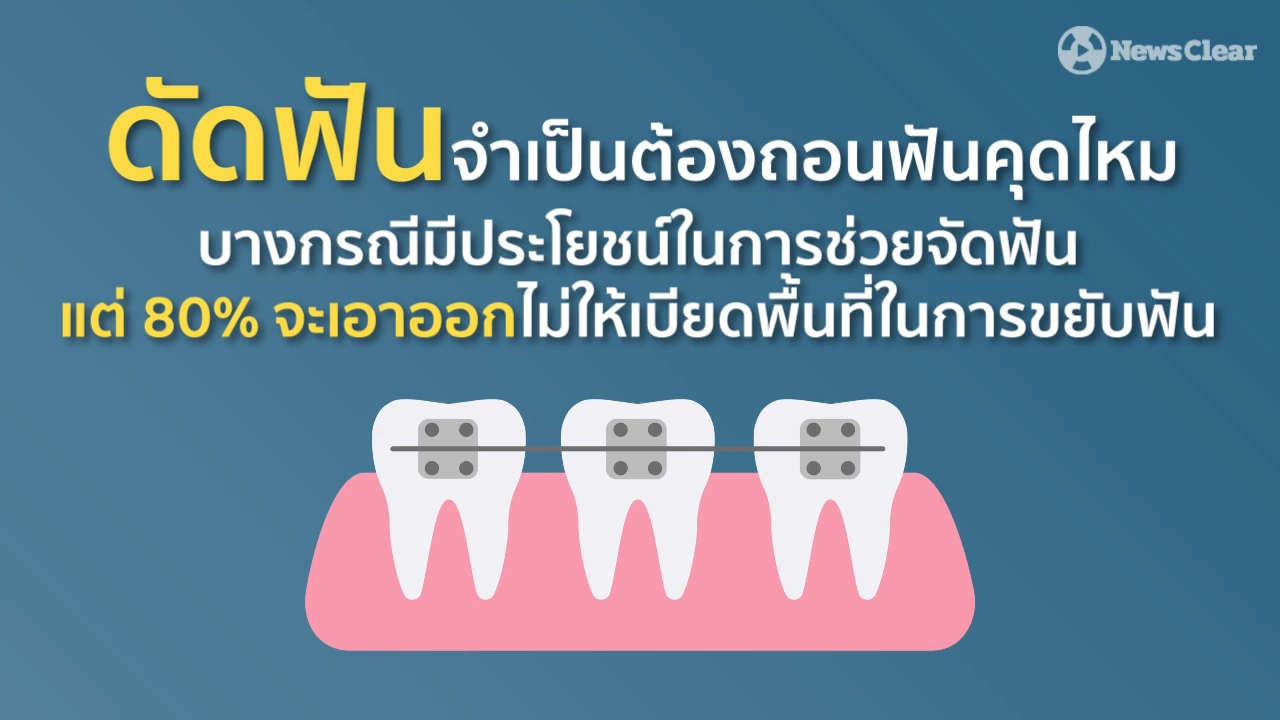 News Clear
ดัดฟันจำเป็นต้องถอนฟันคุดไหม
บางกรณีมีประโยชน์ในการช่วยจัดฟัน
แต่ 80% จะเอาออกไม่ให้เบียดพื้นที่ในการขยับฟัน